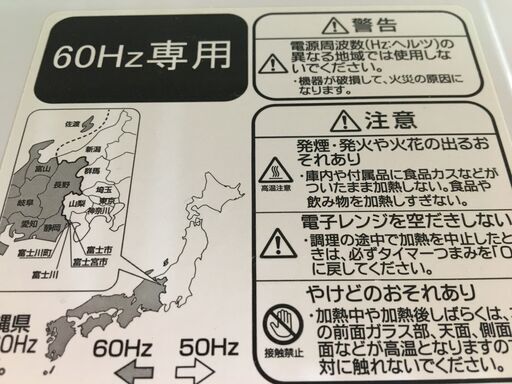 60Hz専用
警告
電源周波数(Hz:ヘルツ)の
異なる地域では使用しな
いでください。
・機器が破損して、火災の原因に
なります。
注意
発煙・発火や火花の出るお
それあり
・庫内や付属品に食品カスなどが
ついたまま加熱しない。食品や
飲み物を加熱しすぎない。
高温注意
電子レンジを空だきしない
・調理の途中で加熱を中止したと
きは、必ずタイマーつまみを「0
に戻してください。
やけどのおそれあり
・加熱中や加熱後しばらくは、
の前面ガラス部、天面、側面
面などが高温となりますので
対に触れないでください。
接触禁止
佐渡
新潟
富山
群馬
長野
岐阜
埼玉
山梨
東京
神奈川
愛知
静岡
富士市
富士宮市
富士川町
富士川
縄県
60Hz
。
60Hz
50Hz